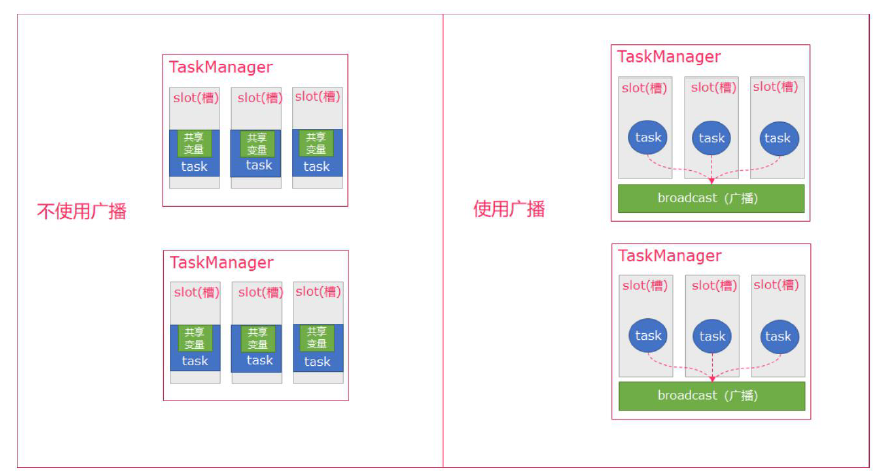 不使用广播
TaskManager
slot(槽) slot(槽) slot(槽)
共享 共享 共享
变量 变量 变量
task task task
TaskManager
slot(槽) slot(槽) slot(槽)
共享 共享 共享
变量 变量 变量
task task task
使用广播
TaskManager
slot(槽) slot(槽) slot(槽)
task task task
broadcast (广播)
TaskManager
slot(槽) slot(槽) slot(槽)
task task task
broadcast (广播)